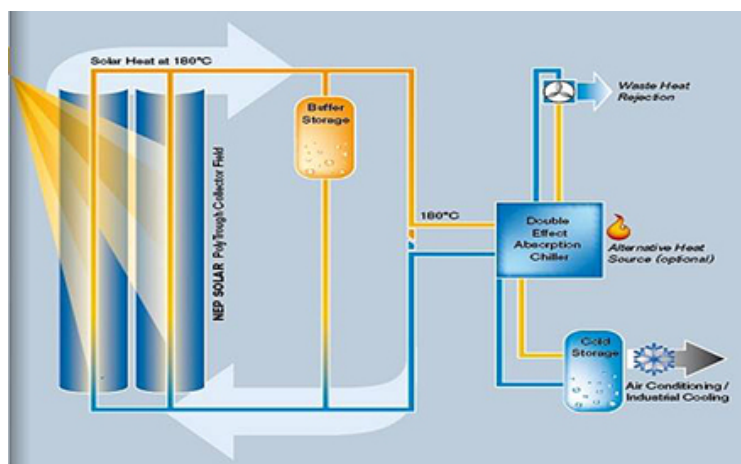 Solar Heat at 180°C
Buffer
Storage
NEP SOLAR PolyTrough Collector Field
180°C
Waste Heat
Rejection
Double
Effect
Absorption
Chiller
Alternative Heat
Source (optional)
Cold
Storage
Air Conditioning /
Industrial Cooling